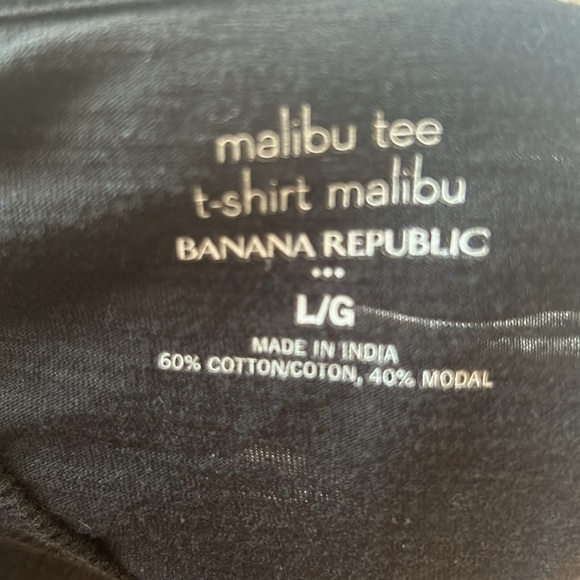 malibu tee
t-shirt malibu
BANANA REPUBLIC
•••
L/G
MADE IN INDIA
60% COTTON/COTON, 40% MODAL